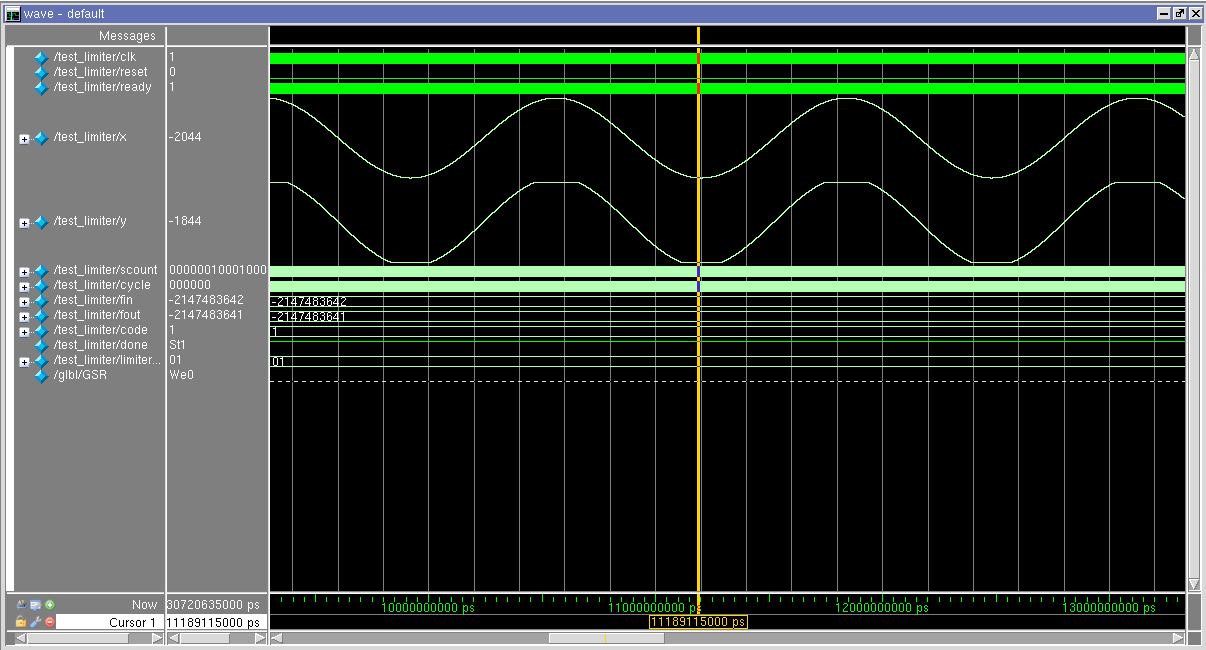 wave - default
Messages
/test_limiter/clk 1
/test_limiter/reset 0
/test_limiter/ready 1
/test_limiter/x -2044
/test_limiter/y -1844
/test_limiter/scount 00000010001000
/test_limiter/cycle 000000
/test_limiter/fin -2147483642 -2147483642
/test_limiter/fout -2147483641 -2147483641
/test_limiter/code 1 1
/test_limiter/done St1
/test_limiter/limiter... 01 01
/glbl/GSR We0
Now 30720635000 ps 10000000000 ps 11000000000 ps 12000000000 ps 13000000000 ps
Cursor 1 11189115000 ps 11189115000 ps